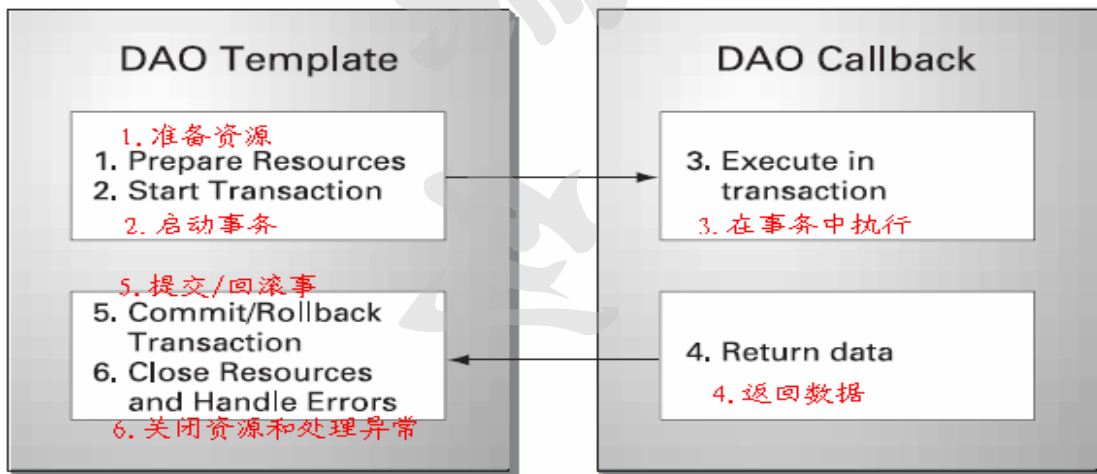 DAO Template
1. 准备资源
1. Prepare Resources
2. Start Transaction
2. 启动事务
5. 提交/回滚事
5. Commit/Rollback
Transaction
6. Close Resources
and Handle Errors
6. 关闭资源和处理异常
DAO Callback
3. Execute in
transaction
3. 在事务中执行
4. Return data
4. 返回数据